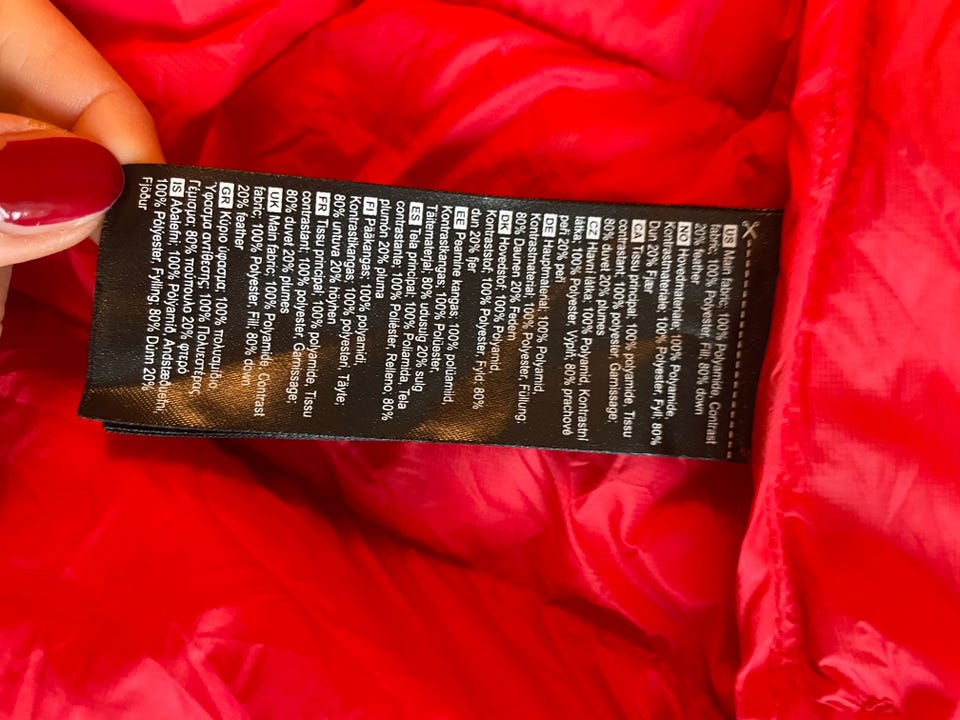 US Main fabric; 100% Polyamide, Contrast
fabric; 100% Polyester, Fill; 80% down
20% feather
NO Hovedmateriale; 100% Polyamide,
Kontrastmateriale; 100% Polyester, Fyll; 80%
Dun 20% Fjær
CA Tissu principal; 100% polyamide, Tissu
contrastant; 100% polyester, Garnissage;
80% duvet 20% plumes
CZ Hlavní látka; 100% Polyamid, Kontrastní
látka; 100% Polyester, Výplň; 80% prachové
peří 20% peří
DE Hauptmaterial; 100% Polyamid,
Kontrastmaterial; 100% Polyester, Füllung;
80% Daunen 20% Federn
DK Hovedstof; 100% Polyamid,
Kontraststof; 100% Polyester, Fyld; 80%
dun 20% fjer
EE Peamine kangas; 100% polüamiid
Kontrastkangas; 100% Polüester,
Täitematerjal; 80% udusulg 20% sulg
ES Tela principal; 100% Poliamida, Tela
contrastante; 100% Poliéster, Relleno; 80%
plumón 20% pluma
FI Pääkangas; 100% polyamidi,
Kontrastikangas; 100% polyesteri, Täyte;
80% untuva 20% höyhen
FR Tissu principal; 100% polyamide, Tissu
contrastant; 100% polyester, Garnissage;
80% duvet 20% plumes
UK Main fabric; 100% Polyamide, Contrast
fabric; 100% Polyester, Fill; 80% down
20% feather
GR Κύριο ύφασμα; 100% πολυαμίδιο,
Ύφασμα αντίθεσης; 100% Πολυεστέρας,
Γέμισμα; 80% πούπουλο 20% φτερό
IS Aðalefni; 100% Pólýamíð, Andstæðuefni;
100% Pólýester, Fylling; 80% Dunn 20%
Fjoður